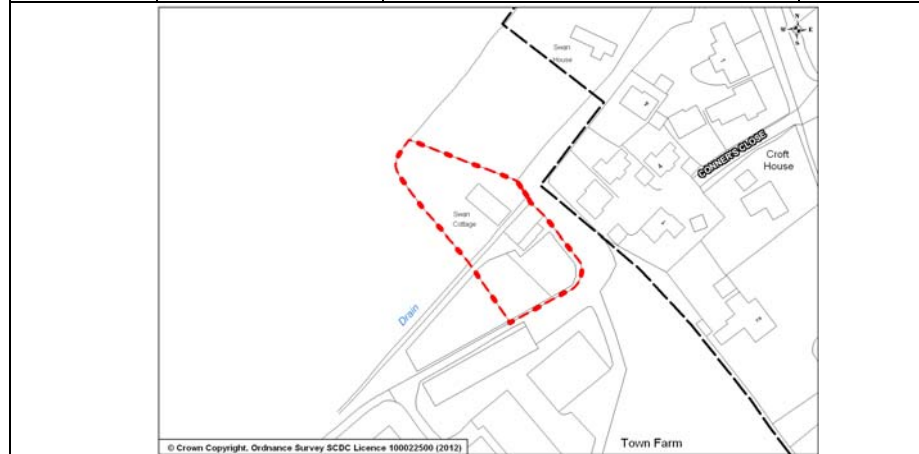 N
W E
S
Swan
House
CONNER'S CLOSE
Croft
House
Swan
Cottage
Drain
Town Farm
© Crown Copyright. Ordnance Survey SCDC Licence 100022500 (2012)